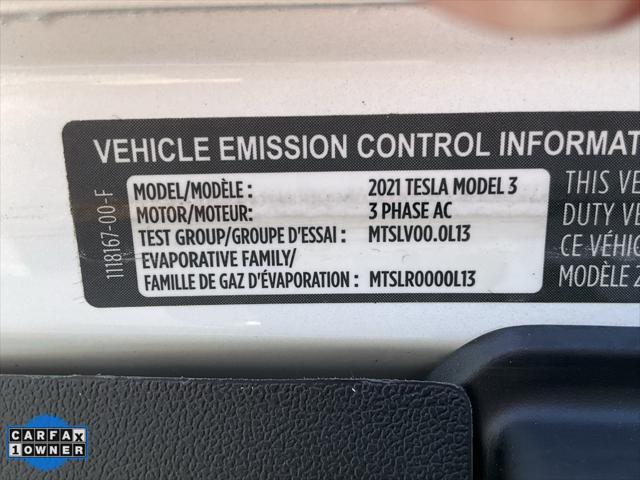 VEHICLE EMISSION CONTROL INFORMAT
MODEL/MODÈLE : 2021 TESLA MODEL 3
MOTOR/MOTEUR: 3 PHASE AC
TEST GROUP/GROUPE D'ESSAI : MTSLV00.0L13
EVAPORATIVE FAMILY/
FAMILLE DE GAZ D'ÉVAPORATION : MTSLR0000L13
THIS VE
DUTY VE
CE VÉHIC
MODÈLE 2
1118167-00-F
CARFAX
1 OWNER